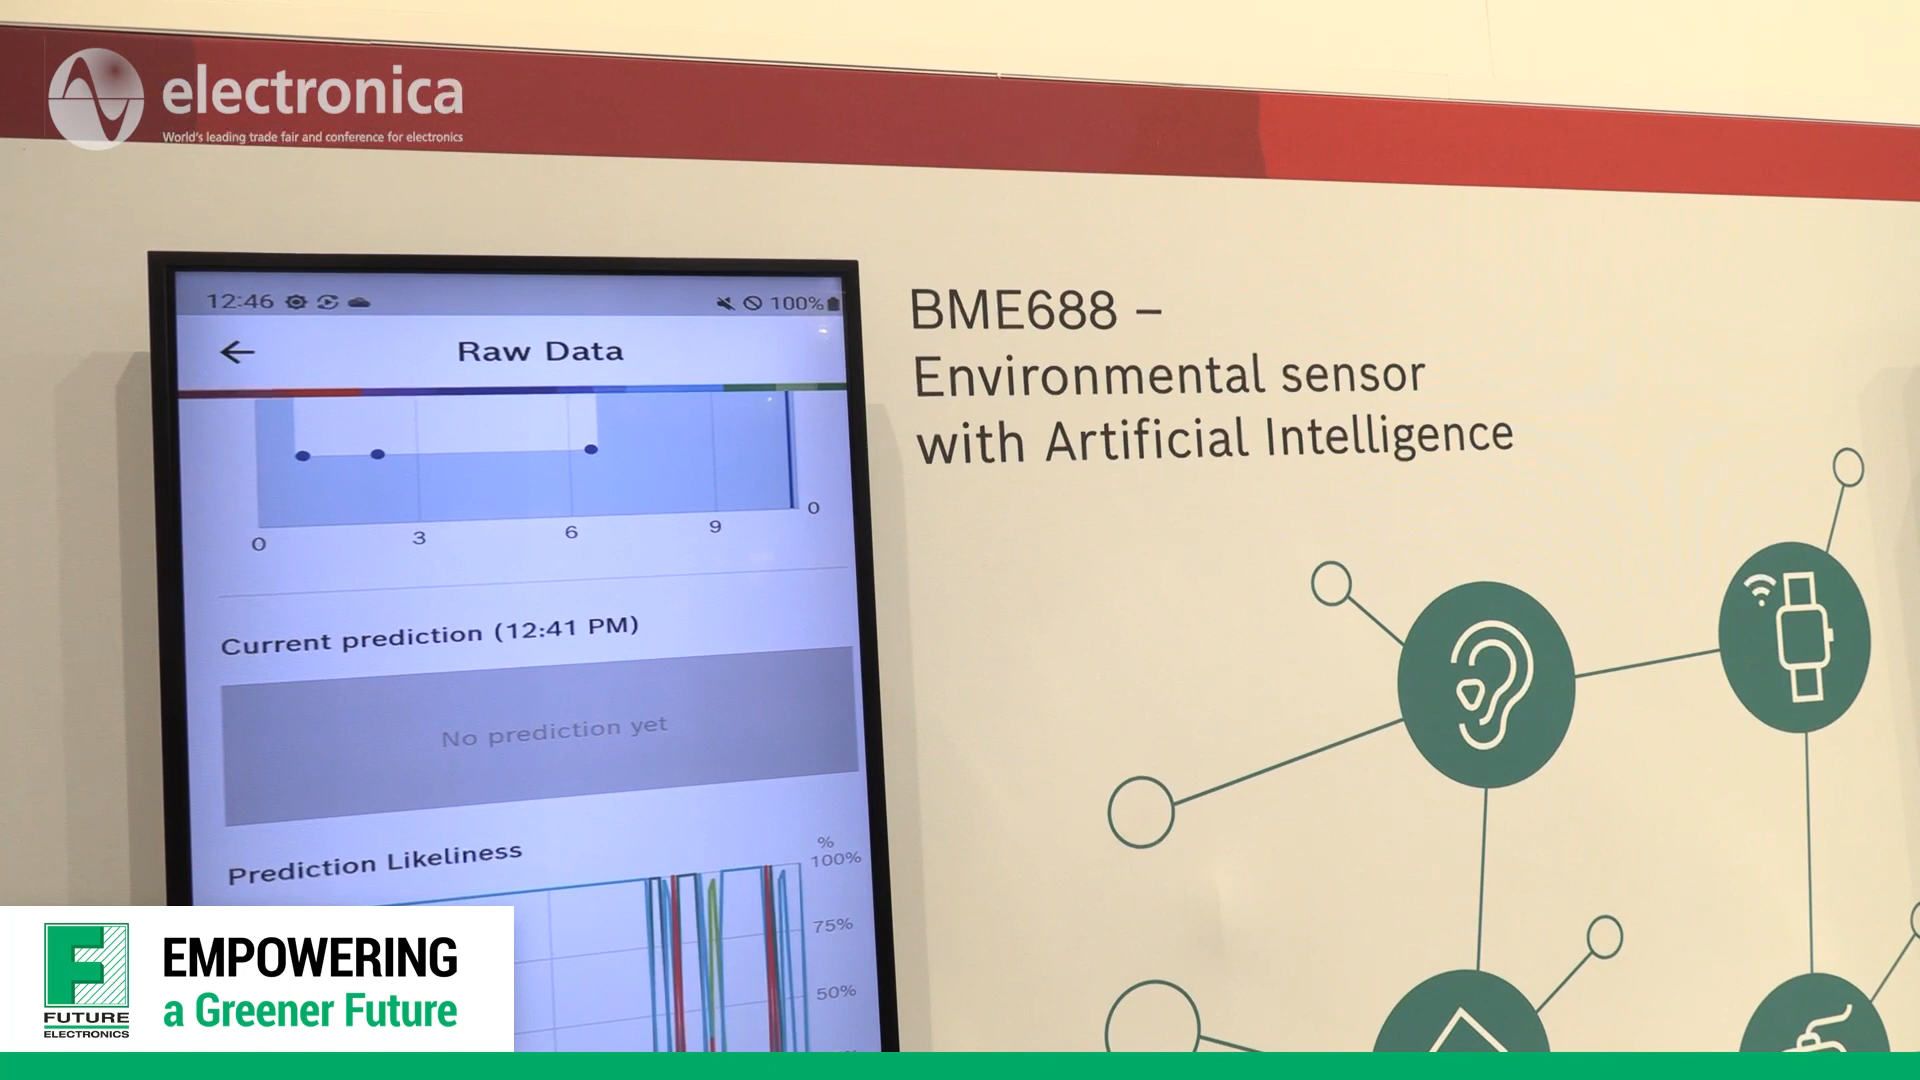 electronica
World's leading trade fair and conference for electronics
12:46
100%
Raw Data
0
0
3
6
9
Current prediction (12:41 PM)
No prediction yet
Prediction Likeliness
%
100%
75%
50%
BME688 –
Environmental sensor
with Artificial Intelligence
F
FUTURE
ELECTRONICS
EMPOWERING
a Greener Future